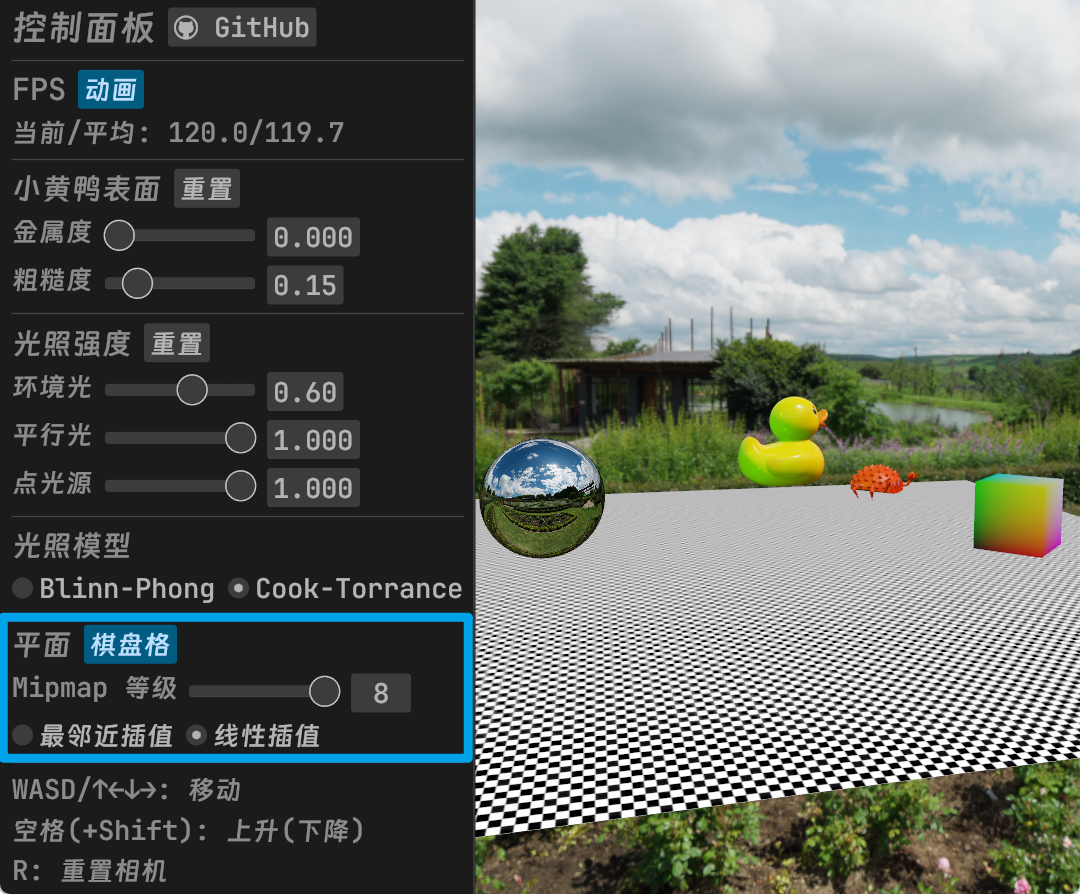 控制面板 GitHub
FPS 动画
当前/平均: 120.0/119.7
小黄鸭表面 重置
金属度 0.000
粗糙度 0.15
光照强度 重置
环境光 0.60
平行光 1.000
点光源 1.000
光照模型
Blinn-Phong Cook-Torrance
平面 棋盘格
Mipmap 等级 8
最邻近插值 线性插值
WASD/↑←↓→: 移动
空格(+Shift): 上升(下降)
R: 重置相机